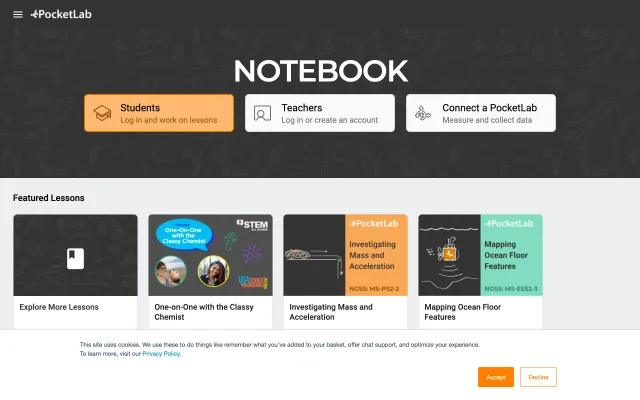 PocketLab
NOTEBOOK
Students
Log in and work on lessons
Teachers
Log in or create an account
Connect a PocketLab
Measure and collect data
Featured Lessons
One-On-One
with the
Classy Chemist
STEM
USA SCIENCE
PocketLab
Investigating
Mass and
Acceleration
NGSS: MS-PS2-2
PocketLab
Mapping
Ocean Floor
Features
NGSS: MS-ESS2-3
Explore More Lessons
One-on-One with the Classy
Chemist
Investigating Mass and
Acceleration
Mapping Ocean Floor
Features
This site uses cookies. We use these to do things like remember what you've added to your basket, offer chat support, and optimize your experience.
To learn more, visit our Privacy Policy.
Accept
Decline